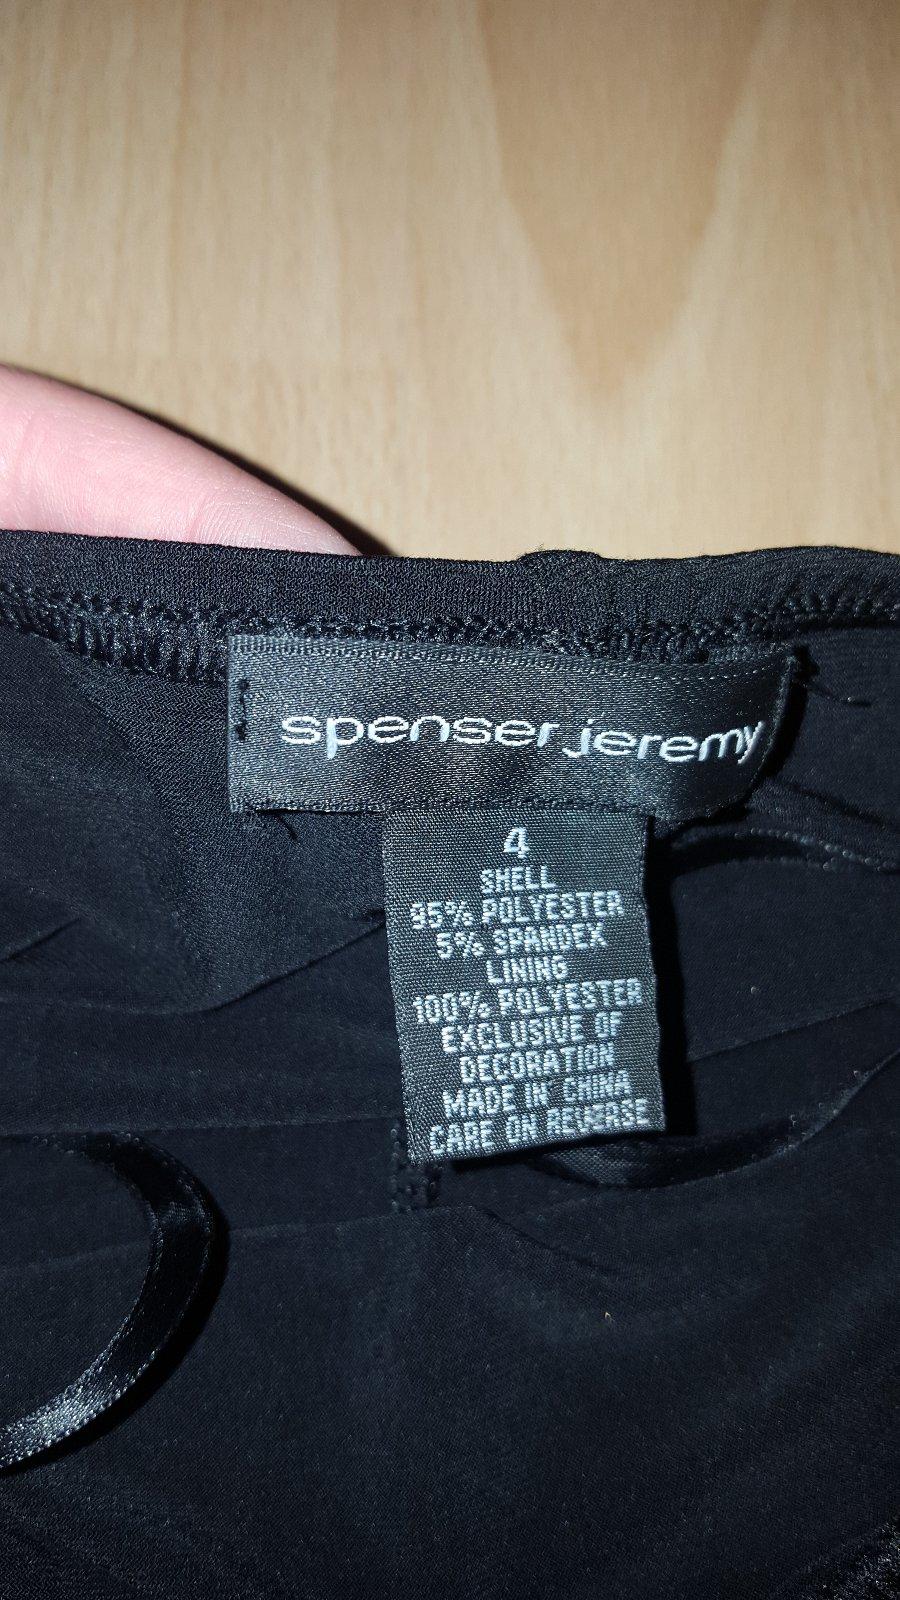 spenser jeremy
4
SHELL
95% POLYESTER
5% SPANDEX
LINING
100% POLYESTER
EXCLUSIVE OF
DECORATION
MADE IN CHINA
CARE ON REVERSE